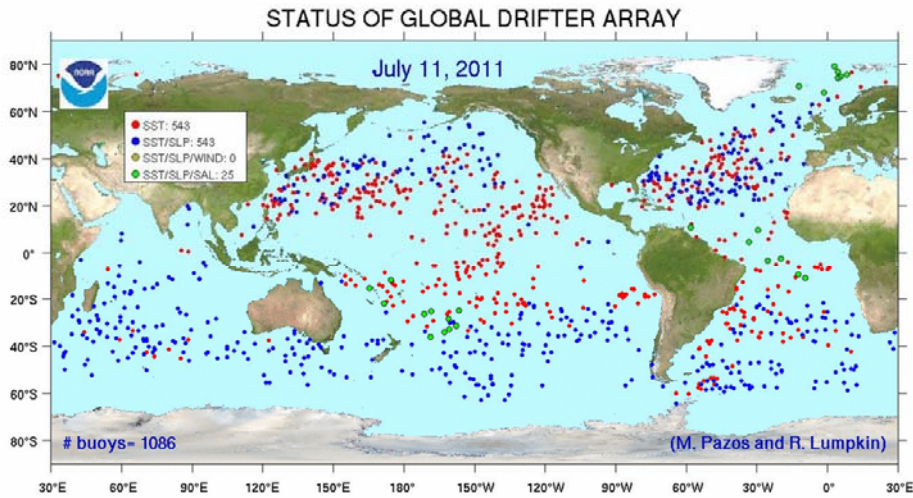 STATUS OF GLOBAL DRIFTER ARRAY
July 11, 2011
NOAA
SST: 543
SST/SLP: 543
SST/SLP/WIND: 0
SST/SLP/SAL: 25
80°N
60°N
40°N
20°N
0°
20°S
40°S
60°S
80°S
# buoys= 1086
(M. Pazos and R. Lumpkin)
30°E 60°E 90°E 120°E 150°E 180°E 150°W 120°W 90°W 60°W 30°W 0°W 30°E